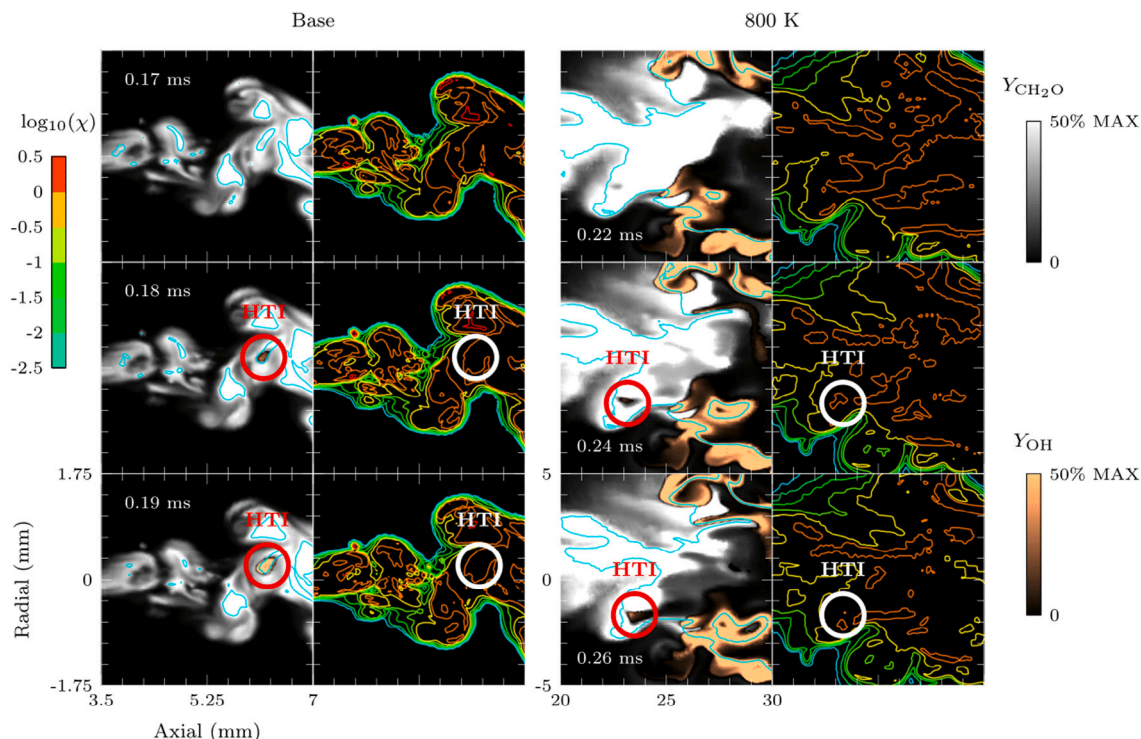 Base
800 K
log₁₀(χ)
0.5
0
-0.5
-1
-1.5
-2
-2.5
0.17 ms
0.22 ms
Y_CH₂O
50% MAX
0
0.18 ms
HTI
HTI
HTI
HTI
0.24 ms
Y_OH
50% MAX
0
0.19 ms
HTI
HTI
HTI
HTI
0.26 ms
Radial (mm)
1.75
0
-1.75
5
0
-5
3.5
5.25
7
20
25
30
Axial (mm)